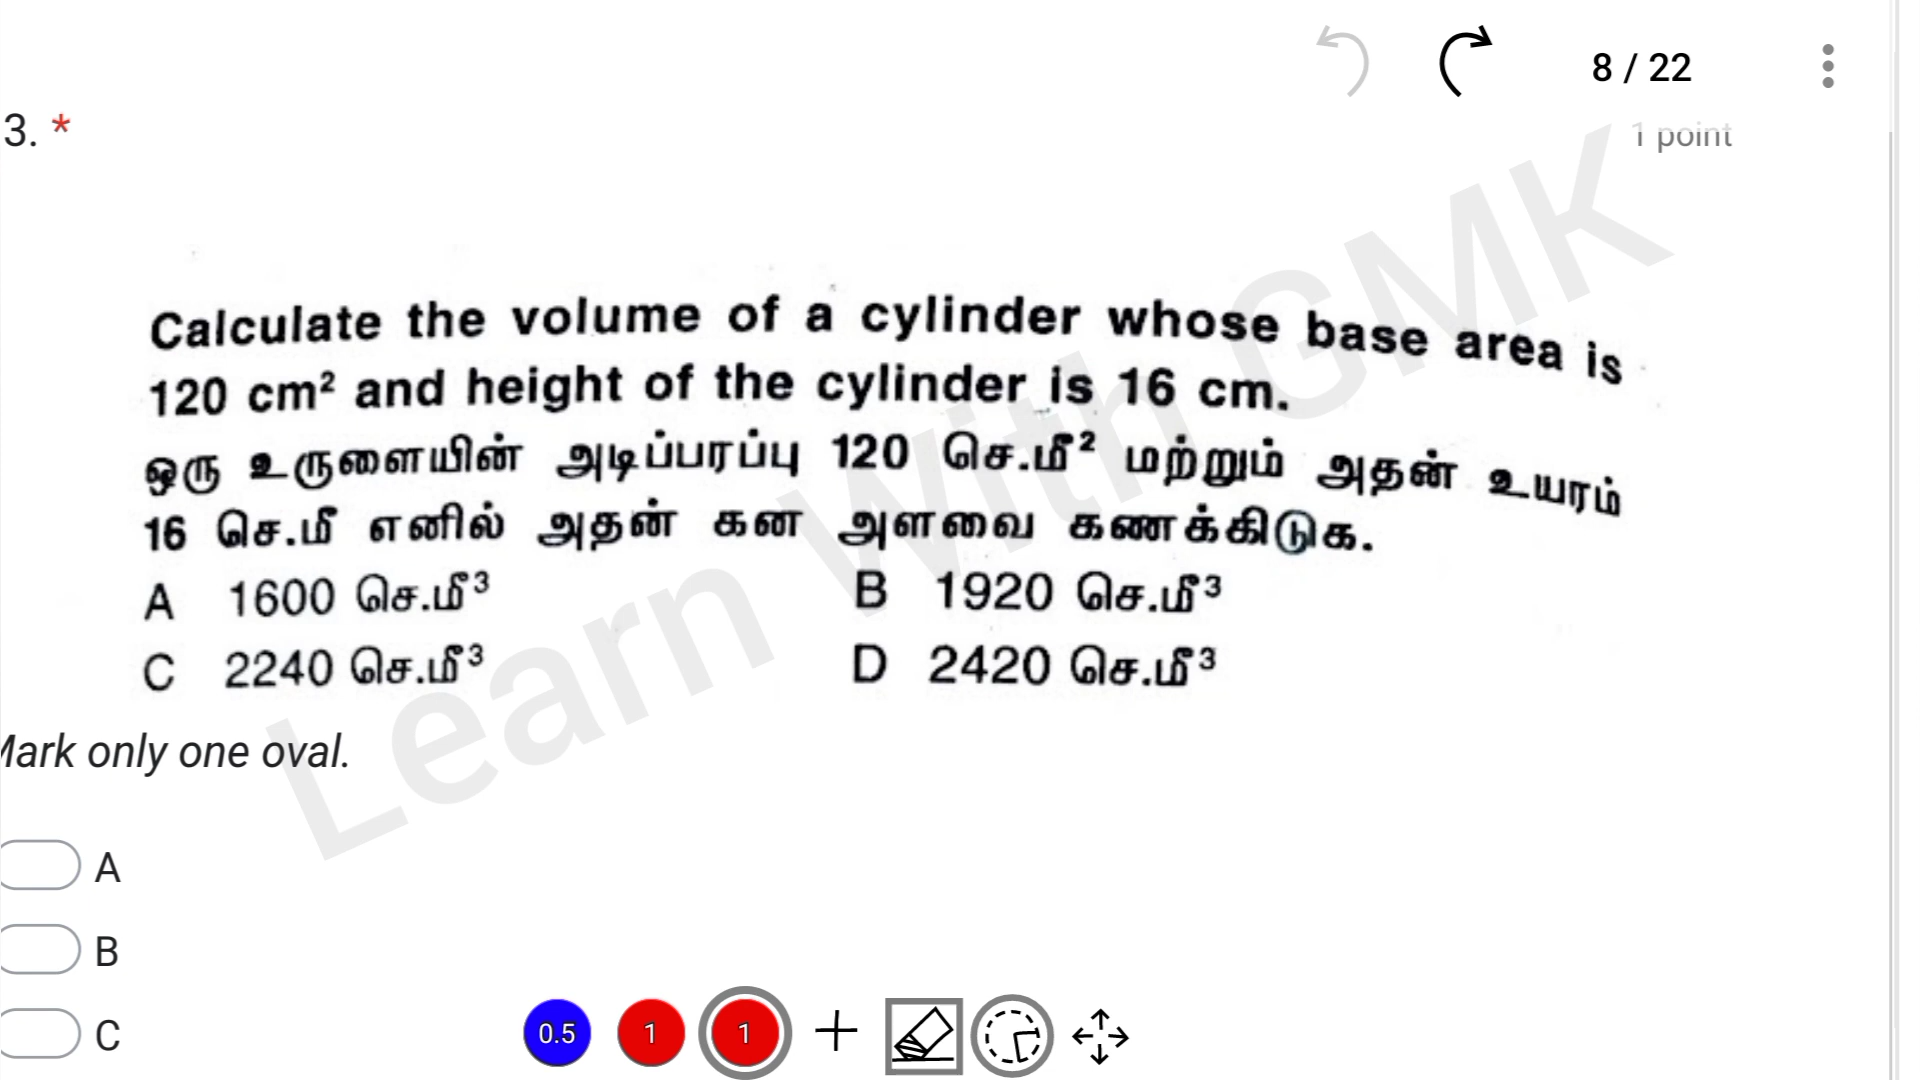 8 / 22
3. *
1 point
Calculate the volume of a cylinder whose base area is
120 cm² and height of the cylinder is 16 cm.
ஒரு உருளையின் அடிப்பரப்பு 120 செ.மீ² மற்றும் அதன் உயரம்
16 செ.மீ எனில் அதன் கன அளவை கணக்கிடுக.
A 1600 செ.மீ³ B 1920 செ.மீ³
C 2240 செ.மீ³ D 2420 செ.மீ³
Learn With GMK
Mark only one oval.
A
B
C
0.5 1 1